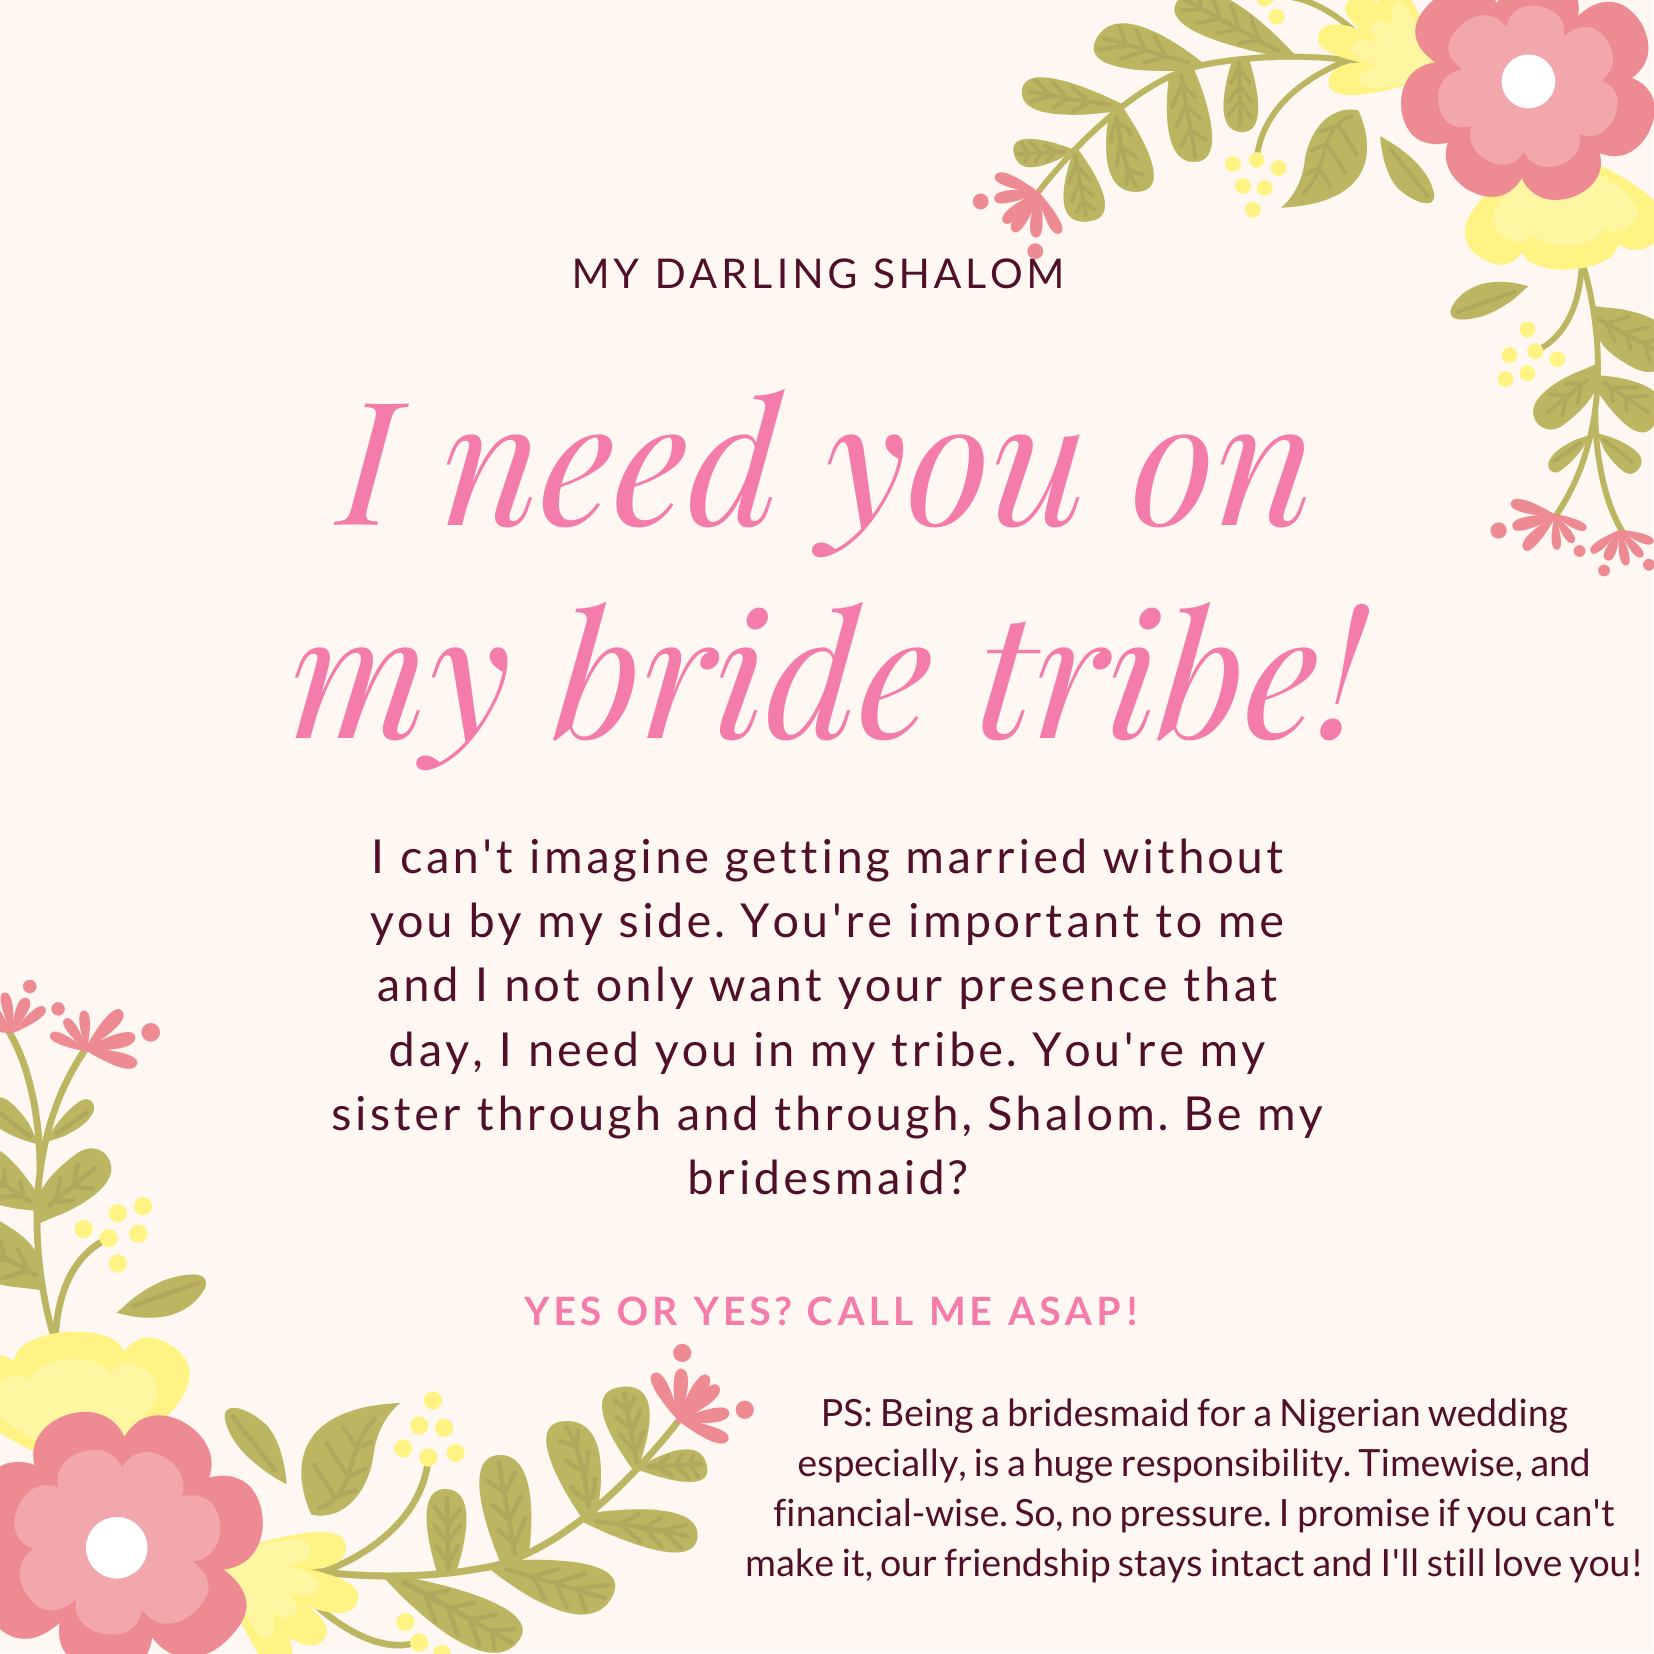 MY DARLING SHALOM
I need you on
my bride tribe!
I can't imagine getting married without
you by my side. You're important to me
and I not only want your presence that
day, I need you in my tribe. You're my
sister through and through, Shalom. Be my
bridesmaid?
YES OR YES? CALL ME ASAP!
PS: Being a bridesmaid for a Nigerian wedding
especially, is a huge responsibility. Timewise, and
financial-wise. So, no pressure. I promise if you can't
make it, our friendship stays intact and I'll still love you!